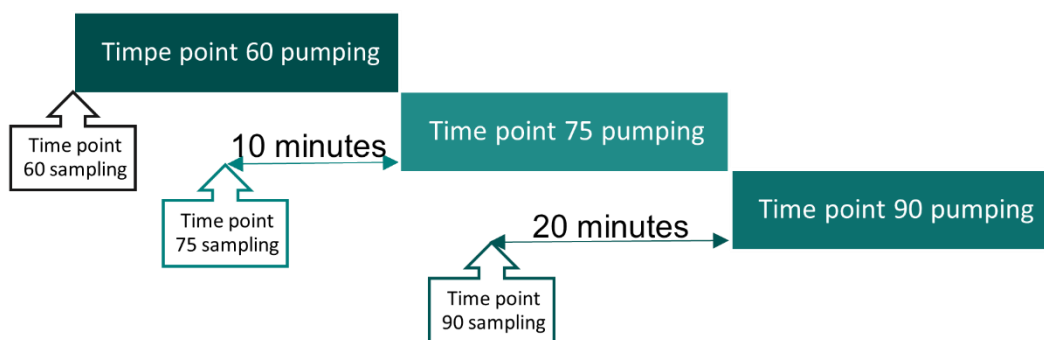 Timpe point 60 pumping
Time point
60 sampling
10 minutes
Time point 75 pumping
Time point
75 sampling
20 minutes
Time point 90 pumping
Time point
90 sampling